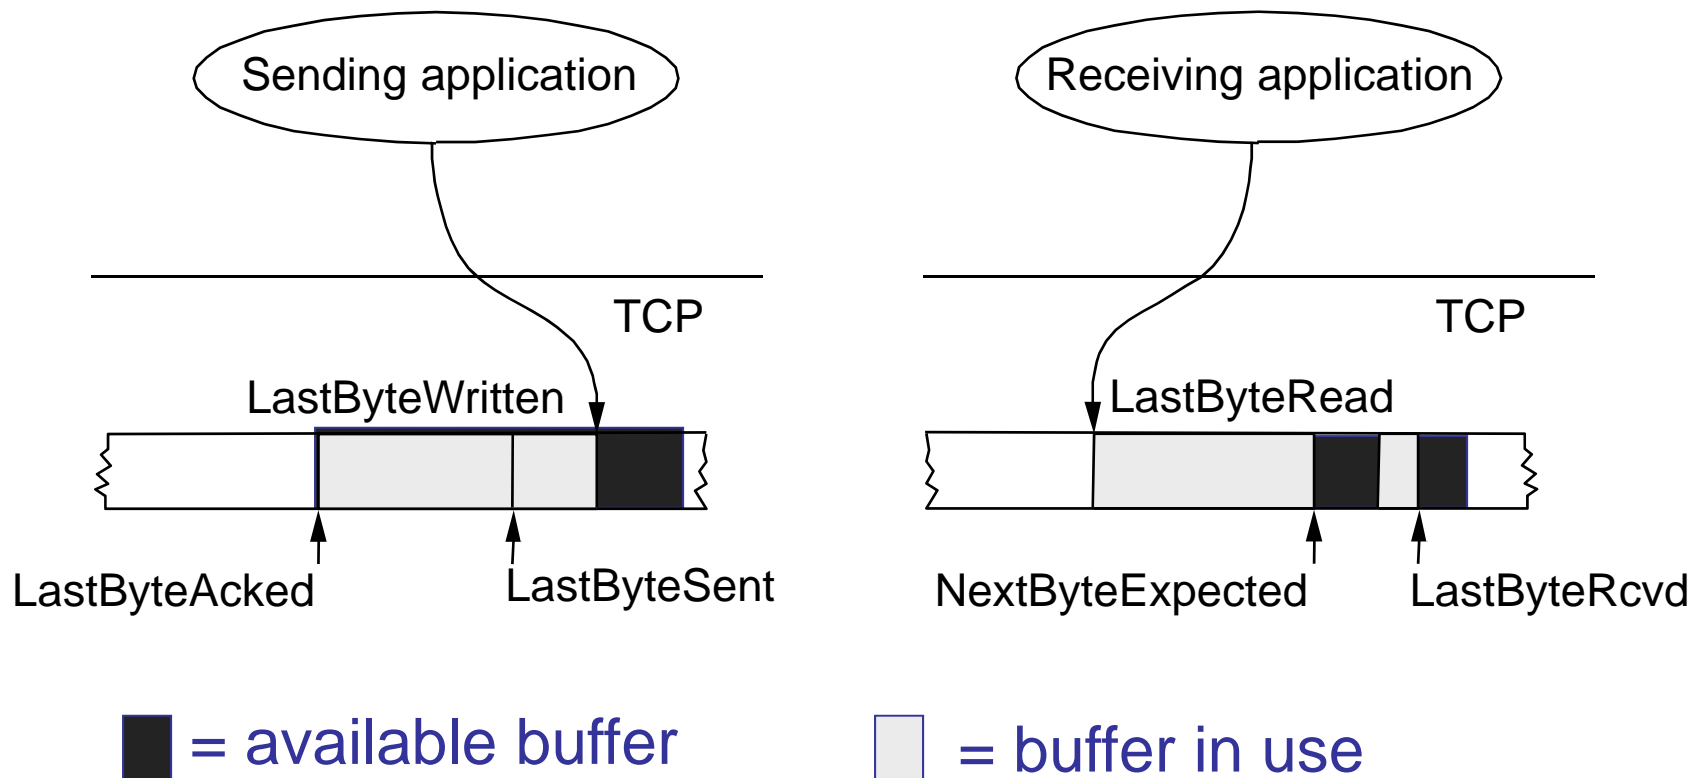 Sending application
Receiving application
TCP
TCP
LastByteWritten
LastByteRead
LastByteAcked
LastByteSent
NextByteExpected
LastByteRcvd
= available buffer
= buffer in use